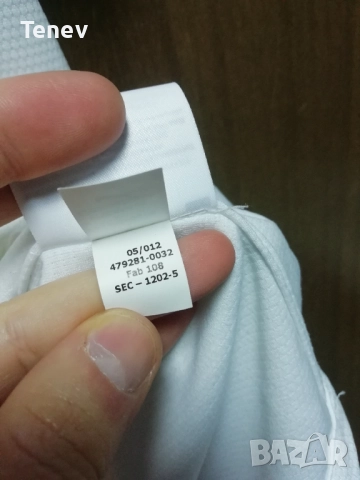 Tenev
05/012
479281-0032
Fab 108
SEC - 1202-5
BAZAR